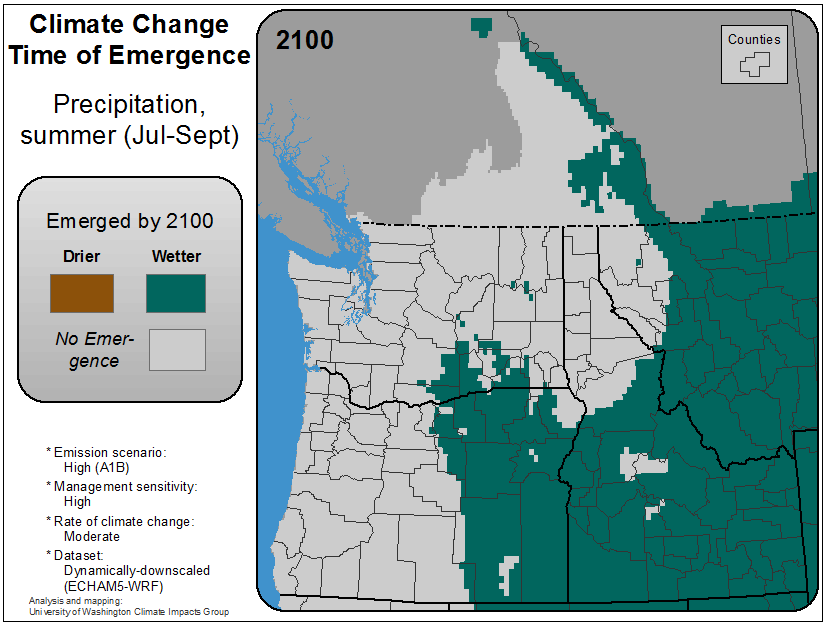 Climate Change
Time of Emergence
Precipitation,
summer (Jul-Sept)
Emerged by 2100
Drier
Wetter
No Emer-
gence
* Emission scenario:
High (A1B)
* Management sensitivity:
High
* Rate of climate change:
Moderate
* Dataset:
Dynamically-downscaled
(ECHAM5-WRF)
Analysis and mapping:
University of Washington Climate Impacts Group
2100
Counties